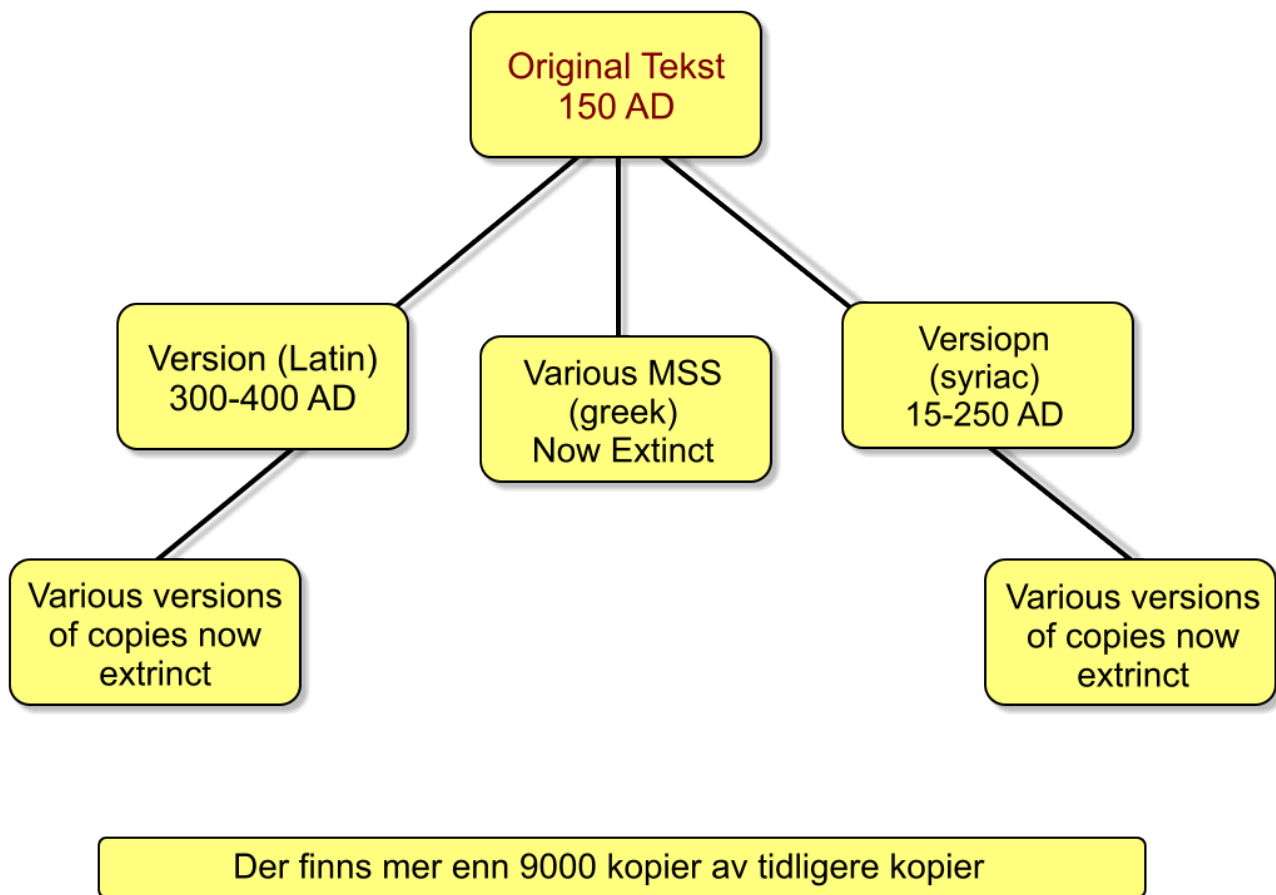 Original Tekst
150 AD
Version (Latin)
300-400 AD
Various MSS
(greek)
Now Extinct
Versiopn
(syriac)
15-250 AD
Various versions
of copies now
extrinct
Various versions
of copies now
extrinct
Der finns mer enn 9000 kopier av tidligere kopier